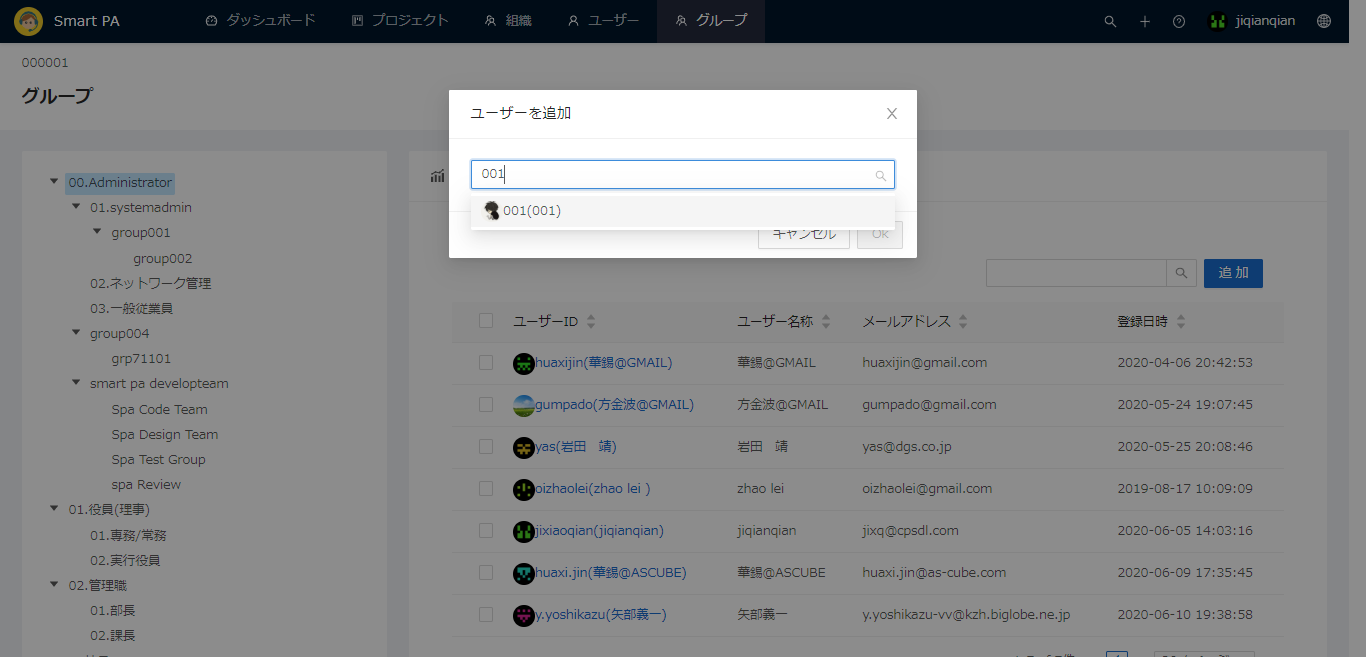 Smart PA ダッシュボード プロジェクト 組織 ユーザー グループ jiqianqian
000001
グループ
ユーザーを追加
001
001(001)
キャンセル OK
00.Administrator
01.systemadmin
group001
group002
02.ネットワーク管理
03.一般従業員
group004
grp71101
smart pa developteam
Spa Code Team
Spa Design Team
Spa Test Group
spa Review
01.役員(理事)
01.専務/常務
02.実行役員
02.管理職
01.部長
02.課長
追 加
ユーザーID ユーザー名称 メールアドレス 登録日時
huaxijin(華錫@GMAIL) 華錫@GMAIL huaxijin@gmail.com 2020-04-06 20:42:53
gumpado(方金波@GMAIL) 方金波@GMAIL gumpado@gmail.com 2020-05-24 19:07:45
yas(岩田　靖) 岩田　靖 yas@dgs.co.jp 2020-05-25 20:08:46
oizhaolei(zhao lei ) zhao lei oizhaolei@gmail.com 2019-08-17 10:09:09
jixiaoqian(jiqianqian) jiqianqian jixq@cpsdl.com 2020-06-05 14:03:16
huaxi.jin(華錫@ASCUBE) 華錫@ASCUBE huaxi.jin@as-cube.com 2020-06-09 17:35:45
y.yoshikazu(矢部義一) 矢部義一 y.yoshikazu-vv@kzh.biglobe.ne.jp 2020-06-10 19:38:58